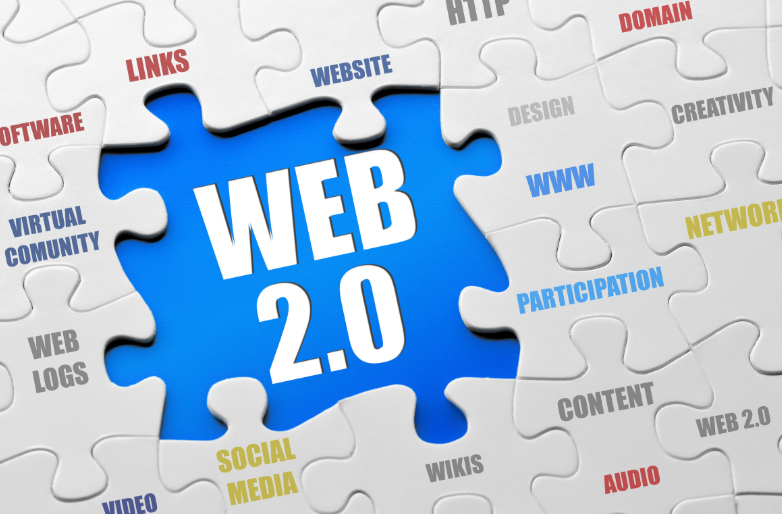 HTTP
DOMAIN
LINKS
WEBSITE
DESIGN
CREATIVITY
OFTWARE
WEB
2.0
WWW
VIRTUAL
COMUNITY
NETWORK
PARTICIPATION
WEB
LOGS
CONTENT
WEB 2.0
SOCIAL
MEDIA
WIKIS
AUDIO
VIDEO